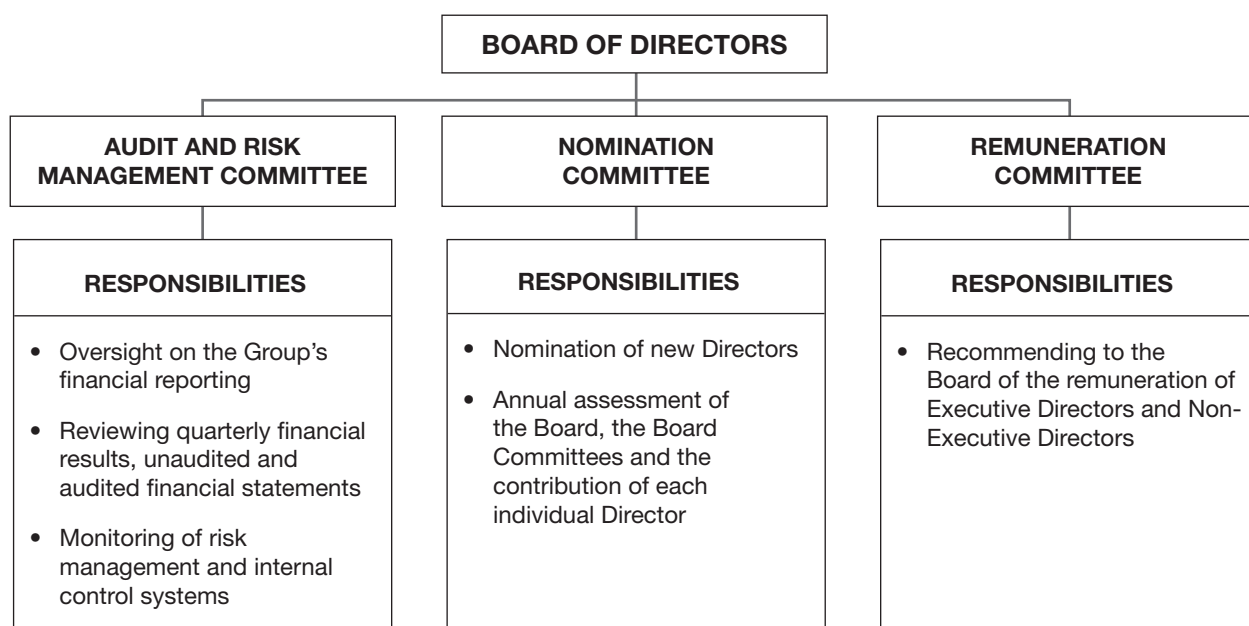 BOARD OF DIRECTORS
AUDIT AND RISK
MANAGEMENT COMMITTEE
NOMINATION
COMMITTEE
REMUNERATION
COMMITTEE
RESPONSIBILITIES
• Oversight on the Group's
financial reporting
• Reviewing quarterly financial
results, unaudited and
audited financial statements
• Monitoring of risk
management and internal
control systems
RESPONSIBILITIES
• Nomination of new Directors
• Annual assessment of
the Board, the Board
Committees and the
contribution of each
individual Director
RESPONSIBILITIES
• Recommending to the
Board of the remuneration of
Executive Directors and Non-
Executive Directors